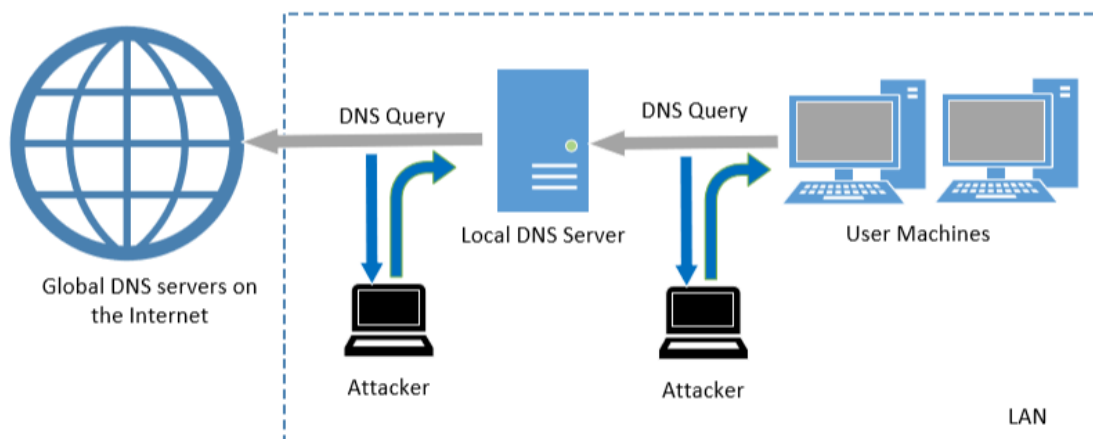 DNS Query
DNS Query
Local DNS Server
User Machines
Global DNS servers on
the Internet
Attacker
Attacker
LAN